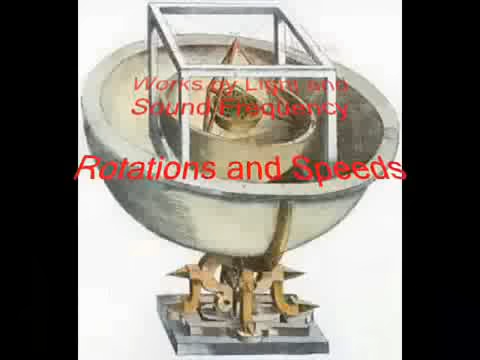 Works by Light and
Sound Frequency
Rotations and Speeds